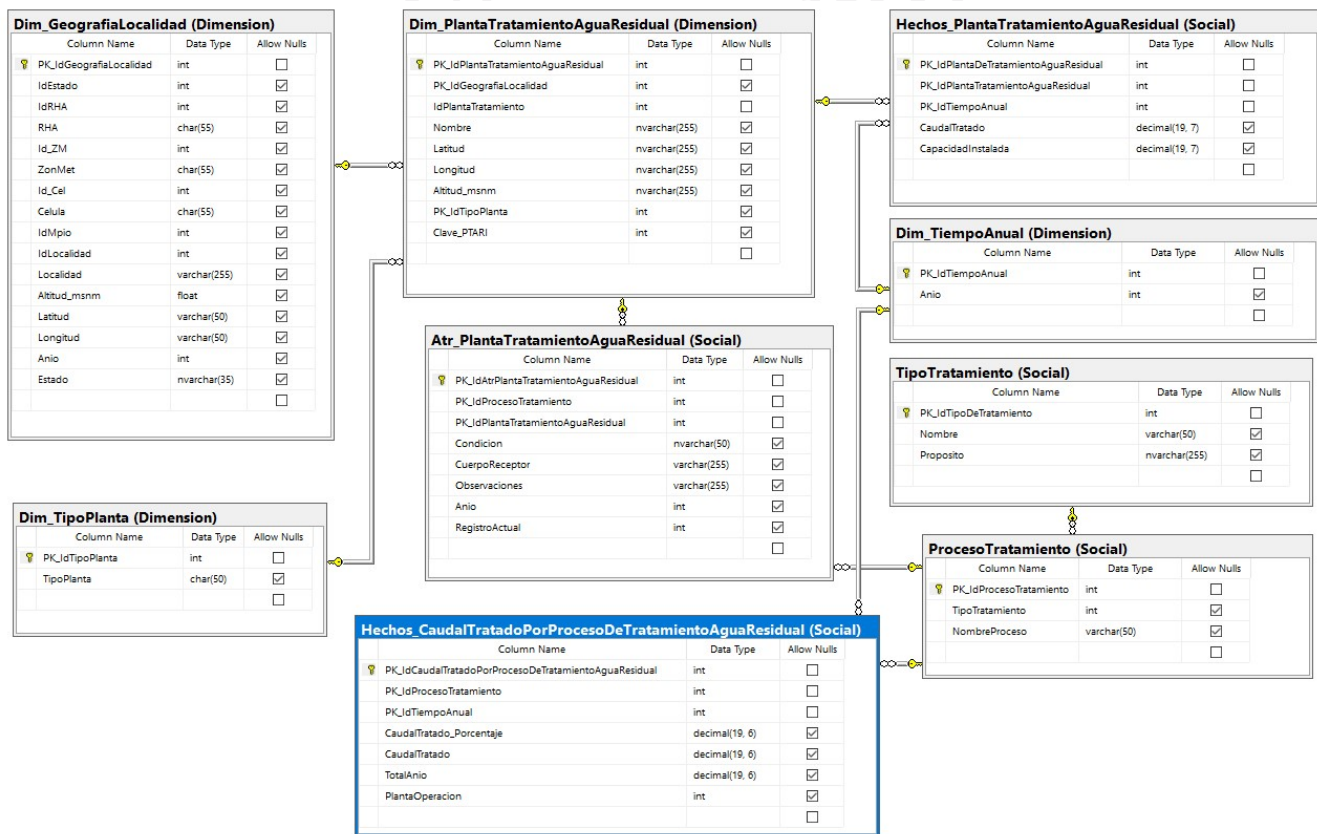 Dim_GeografiaLocalidad (Dimension)
Column Name Data Type Allow Nulls
PK_IdGeografiaLocalidad int
IdEstado int
IdRHA int
RHA char(55)
Id_ZM int
ZonMet char(55)
Id_Cel int
Celula char(55)
IdMpio int
IdLocalidad int
Localidad varchar(255)
Altitud_msnm float
Latitud varchar(50)
Longitud varchar(50)
Anio int
Estado nvarchar(35)
Dim_PlantaTratamientoAguaResidual (Dimension)
Column Name Data Type Allow Nulls
PK_IdPlantaTratamientoAguaResidual int
PK_IdGeografiaLocalidad int
IdPlantaTratamiento int
Nombre nvarchar(255)
Latitud nvarchar(255)
Longitud nvarchar(255)
Altitud_msnm nvarchar(255)
PK_IdTipoPlanta int
Clave_PTARI int
Hechos_PlantaTratamientoAguaResidual (Social)
Column Name Data Type Allow Nulls
PK_IdPlantaDeTratamientoAguaResidual int
PK_IdPlantaTratamientoAguaResidual int
PK_IdTiempoAnual int
CaudalTratado decimal(19, 7)
CapacidadInstalada decimal(19, 7)
Dim_TiempoAnual (Dimension)
Column Name Data Type Allow Nulls
PK_IdTiempoAnual int
Anio int
Atr_PlantaTratamientoAguaResidual (Social)
Column Name Data Type Allow Nulls
PK_IdAtrPlantaTratamientoAguaResidual int
PK_IdProcesoTratamiento int
PK_IdPlantaTratamientoAguaResidual int
Condicion nvarchar(50)
CuerpoReceptor varchar(255)
Observaciones varchar(255)
Anio int
RegistroActual int
TipoTratamiento (Social)
Column Name Data Type Allow Nulls
PK_IdTipoDeTratamiento int
Nombre varchar(50)
Proposito nvarchar(255)
Dim_TipoPlanta (Dimension)
Column Name Data Type Allow Nulls
PK_IdTipoPlanta int
TipoPlanta char(50)
ProcesoTratamiento (Social)
Column Name Data Type Allow Nulls
PK_IdProcesoTratamiento int
TipoTratamiento int
NombreProceso varchar(50)
Hechos_CaudalTratadoPorProcesoDeTratamientoAguaResidual (Social)
Column Name Data Type Allow Nulls
PK_IdCaudalTratadoPorProcesoDeTratamientoAguaResidual int
PK_IdProcesoTratamiento int
PK_IdTiempoAnual int
CaudalTratado_Porcentaje decimal(19, 6)
CaudalTratado decimal(19, 6)
TotalAnio decimal(19, 6)
PlantaOperacion int